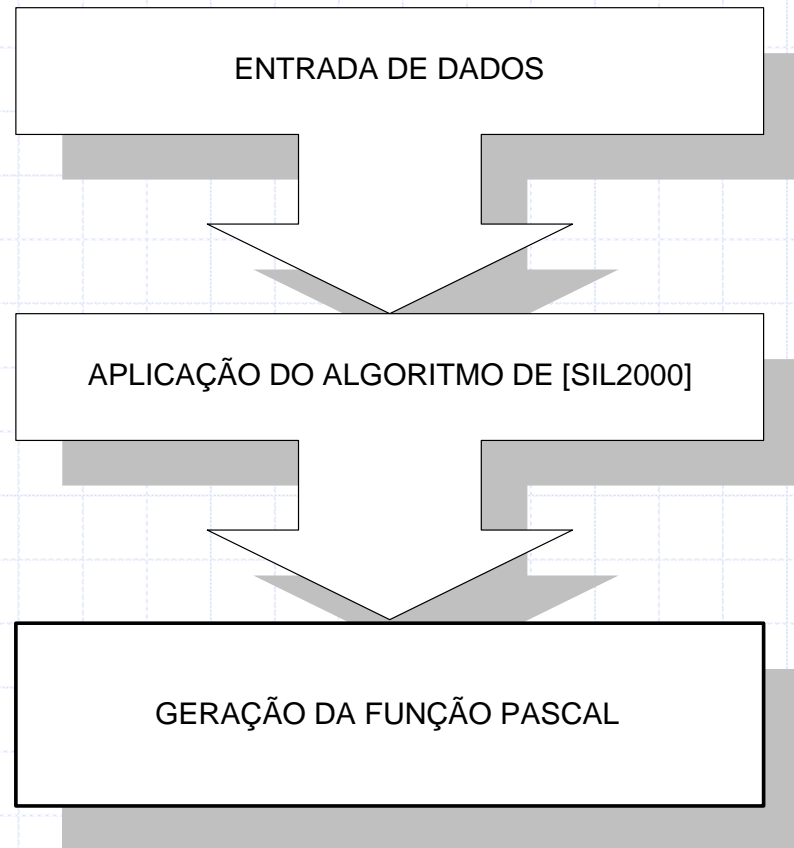 ENTRADA DE DADOS
APLICAÇÃO DO ALGORITMO DE [SIL2000]
GERAÇÃO DA FUNÇÃO PASCAL